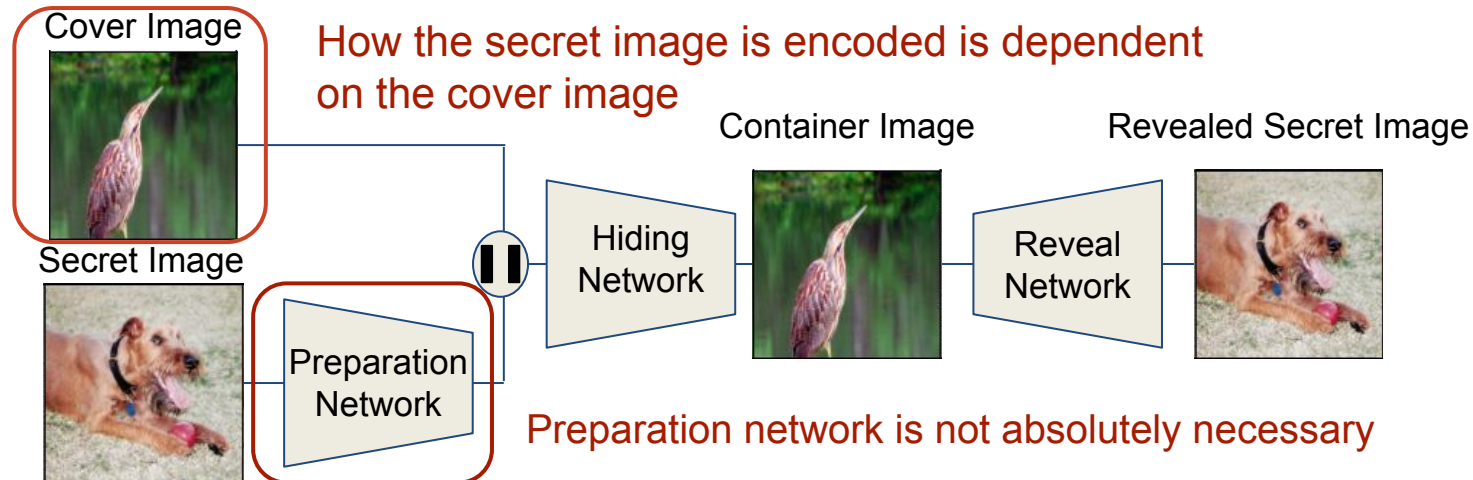 Cover Image
How the secret image is encoded is dependent
on the cover image
Container Image
Revealed Secret Image
Secret Image
Hiding
Network
Reveal
Network
Preparation
Network
Preparation network is not absolutely necessary